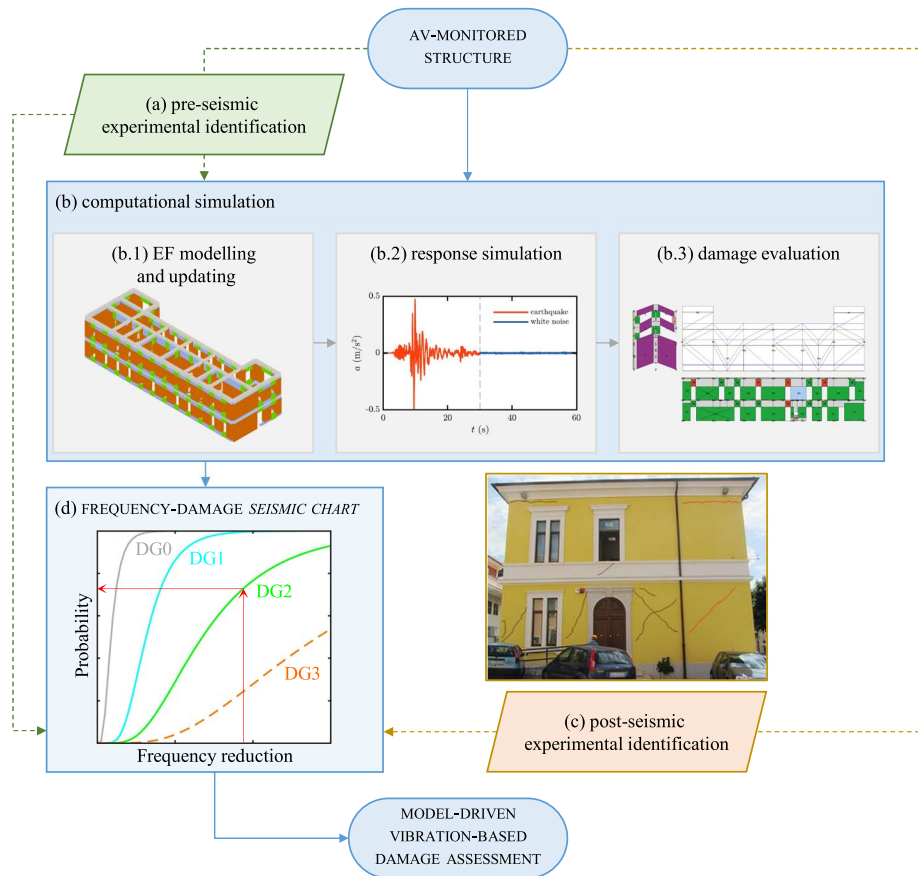 AV-MONITORED
STRUCTURE
(a) pre-seismic
experimental identification
(b) computational simulation
(b.1) EF modelling
and updating
(b.2) response simulation
0.5
0
-0.5
a (m/s²)
earthquake
white noise
0
20
40
60
t (s)
(b.3) damage evaluation
(d) FREQUENCY-DAMAGE SEISMIC CHART
DG0
DG1
DG2
DG3
Probability
Frequency reduction
(c) post-seismic
experimental identification
MODEL-DRIVEN
VIBRATION-BASED
DAMAGE ASSESSMENT